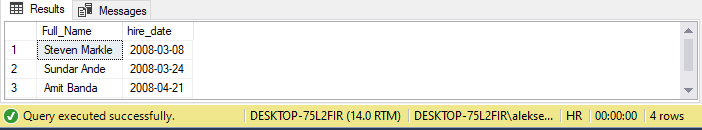 Results Messages
Full_Name hire_date
1 Steven Markle 2008-03-08
2 Sundar Ande 2008-03-24
3 Amit Banda 2008-04-21
Query executed successfully. DESKTOP-75L2FIR (14.0 RTM) DESKTOP-75L2FIR\alekse... HR 00:00:00 4 rows